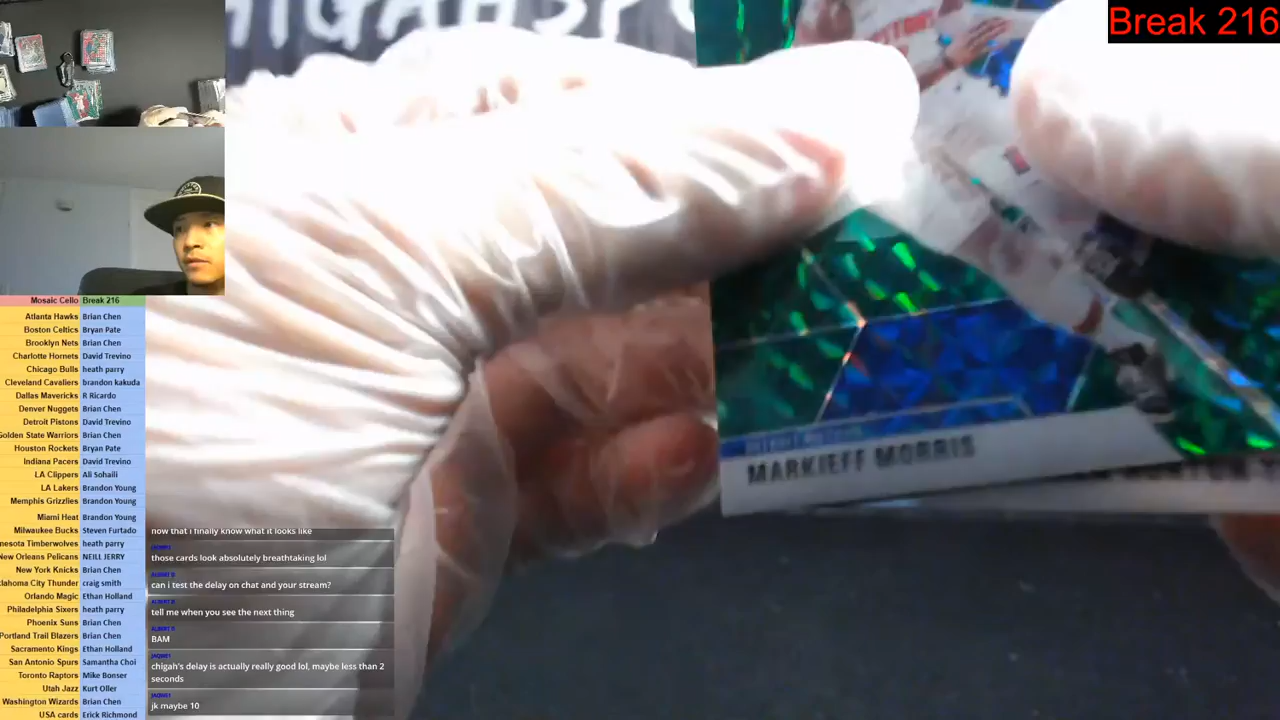 Break 216
MARKIEFF MORRIS
Mosaic Cello Break 216
Atlanta Hawks Brian Chen
Boston Celtics Bryan Pate
Brooklyn Nets Brian Chen
Charlotte Hornets David Trevino
Chicago Bulls heath parry
Cleveland Cavaliers brandon kakuda
Dallas Mavericks R Ricardo
Denver Nuggets Brian Chen
Detroit Pistons David Trevino
Golden State Warriors Brian Chen
Houston Rockets Bryan Pate
Indiana Pacers David Trevino
LA Clippers Ali Sohaili
LA Lakers Brandon Young
Memphis Grizzlies Brandon Young
Miami Heat Brandon Young
Milwaukee Bucks Steven Furtado
nesota Timberwolves heath parry
New Orleans Pelicans NEILL JERRY
New York Knicks Brian Chen
lahoma City Thunder craig smith
Orlando Magic Ethan Holland
Philadelphia Sixers heath parry
Phoenix Suns Brian Chen
Portland Trail Blazers Brian Chen
Sacramento Kings Ethan Holland
San Antonio Spurs Samantha Choi
Toronto Raptors Mike Bonser
Utah Jazz Kurt Oller
Washington Wizards Brian Chen
USA cards Erick Richmond
now that i finally know what it looks like
those cards look absolutely breathtaking lol
can i test the delay on chat and your stream?
tell me when you see the next thing
BAM
chigah's delay is actually really good lol, maybe less than 2
seconds
jk maybe 10